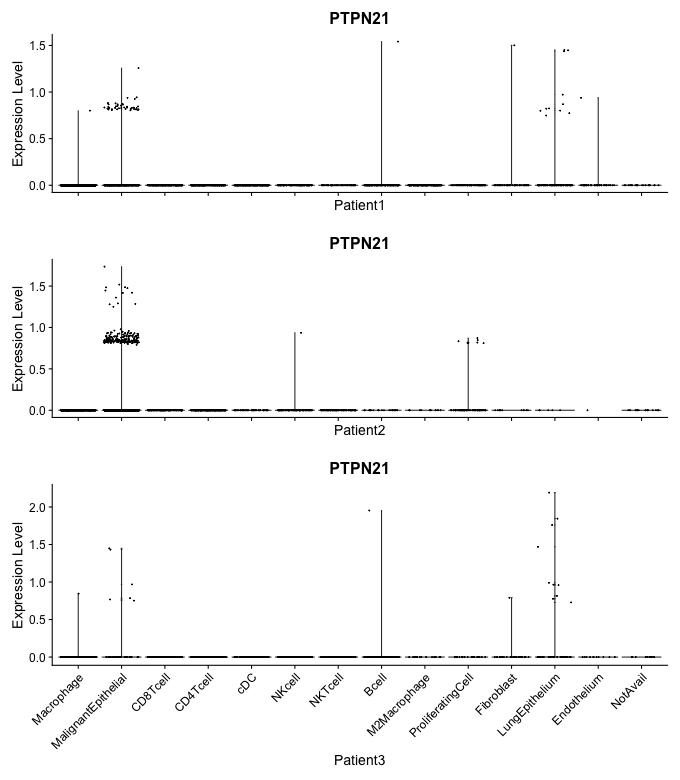 PTPN21
Expression Level
1.5
1.0
0.5
0.0
Patient1
PTPN21
Expression Level
1.5
1.0
0.5
0.0
Patient2
PTPN21
Expression Level
2.0
1.5
1.0
0.5
0.0
Macrophage
MalignantEpithelial
CD8Tcell
CD4Tcell
cDC
NKcell
NKTcell
Bcell
M2Macrophage
ProliferatingCell
Fibroblast
LungEpithelium
Endothelium
NotAvail
Patient3